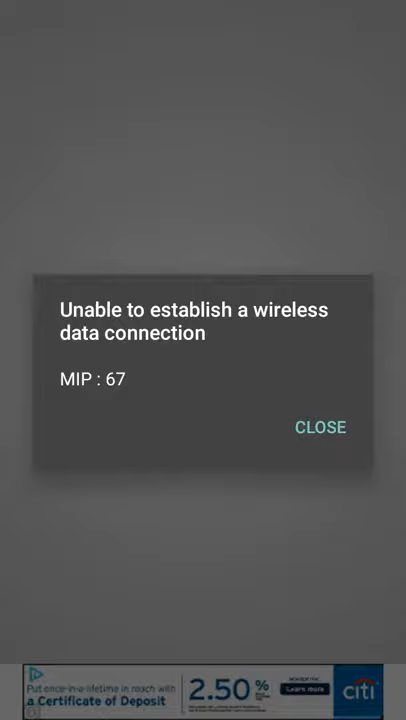 Unable to establish a wireless
data connection
MIP : 67
CLOSE
Put once-in-a-lifetime in reach with
a Certificate of Deposit
2.50 %
Learn more
citi